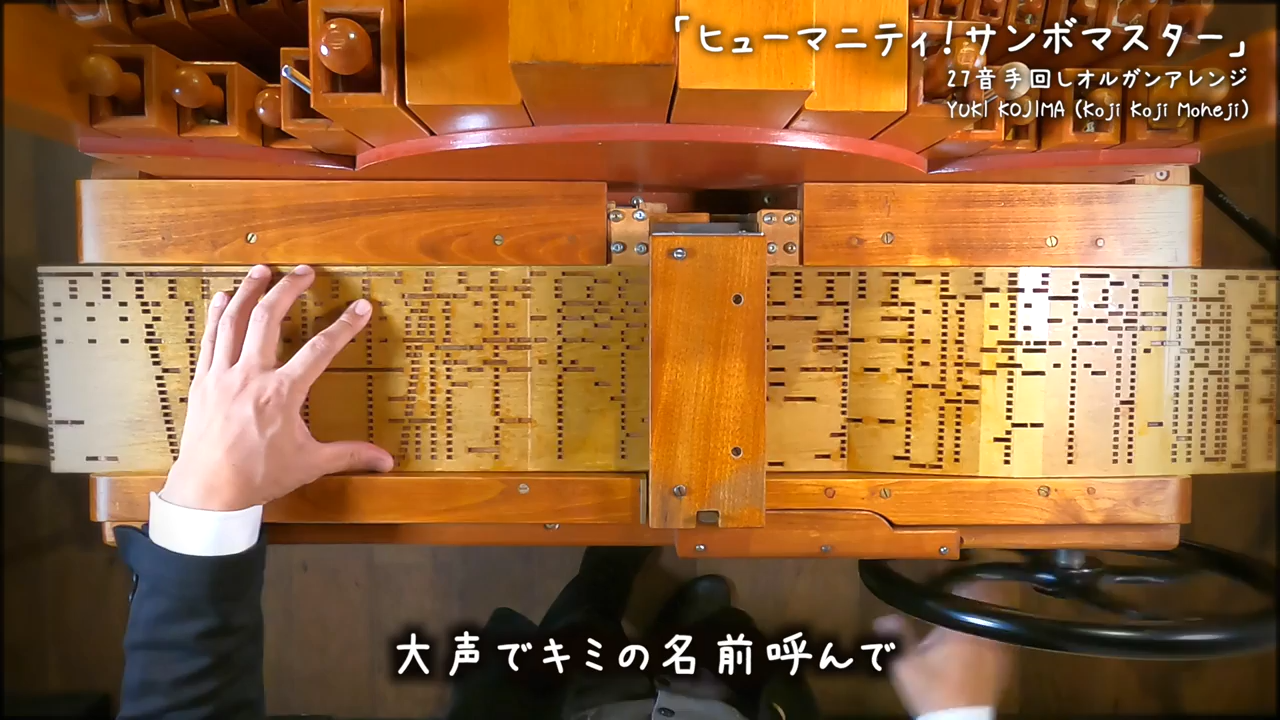 「ヒューマニティ!サンボマスター」
27音手回しオルガンアレンジ
YUKI KOJIMA (Koji Koji Moheji)
大声でキミの名前呼んで